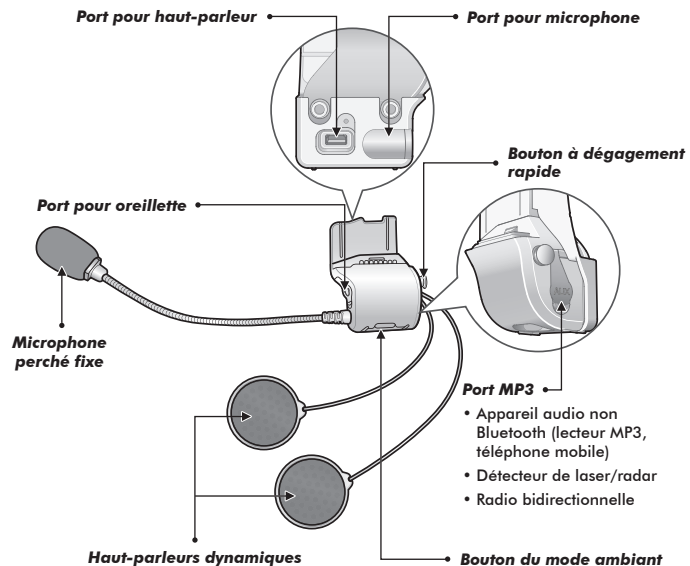 Port pour haut-parleur
Port pour microphone
Bouton à dégagement
rapide
Port pour oreillette
AUX
Microphone
perché fixe
Port MP3
• Appareil audio non
Bluetooth (lecteur MP3,
téléphone mobile)
• Détecteur de laser/radar
• Radio bidirectionnelle
Haut-parleurs dynamiques
Bouton du mode ambiant